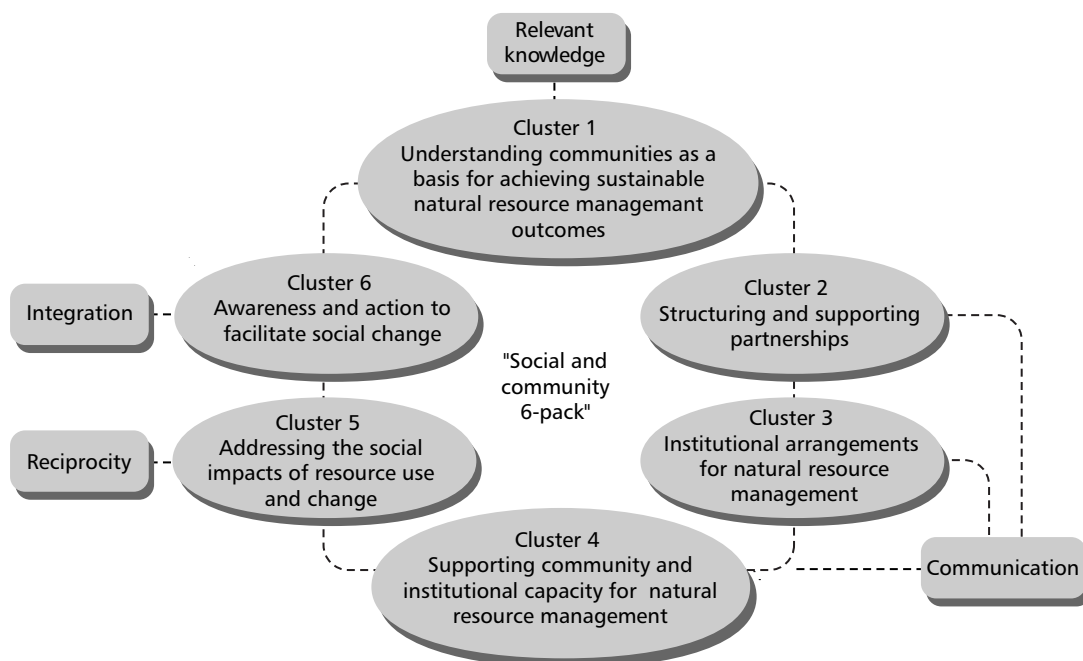 Relevant
knowledge
Cluster 1
Understanding communities as a
basis for achieving sustainable
natural resource managemant
outcomes
Cluster 6
Awareness and action to
facilitate social change
Integration
Cluster 2
Structuring and supporting
partnerships
"Social and
community
6-pack"
Cluster 5
Addressing the social
impacts of resource use
and change
Reciprocity
Cluster 3
Institutional arrangements
for natural resource
management
Cluster 4
Supporting community and
institutional capacity for natural
resource management
Communication